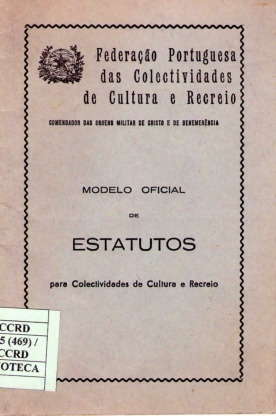 Federação Portuguesa
das Colectividades
de Cultura e Recreio
COMENDADOR DAS ORDENS MILITAR DE CRISTO E DE BENEMERÊNCIA
MODELO OFICIAL
DE
ESTATUTOS
para Colectividades de Cultura e Recreio
CCRD
5 (469) /
CCRD
IOTECA